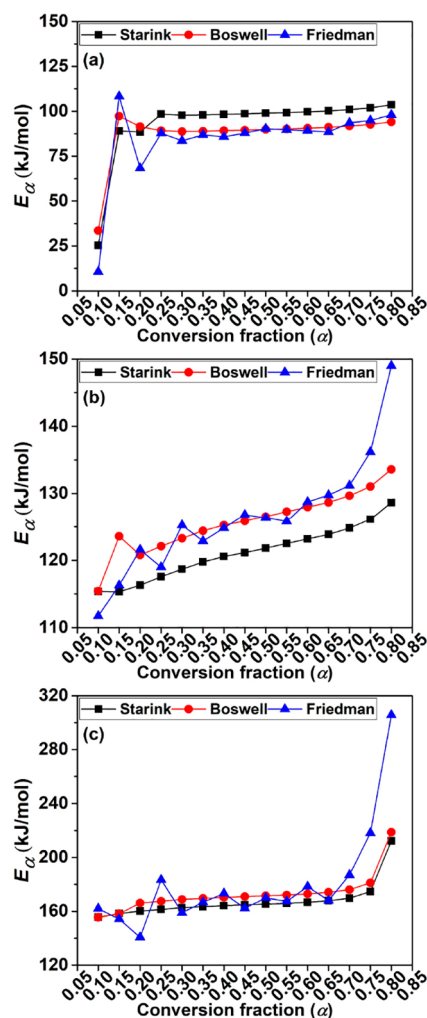 Starink Boswell Friedman
(a)
150
125
100
75
50
25
0
Eα (kJ/mol)
0.05 0.10 0.15 0.20 0.25 0.30 0.35 0.40 0.45 0.50 0.55 0.60 0.65 0.70 0.75 0.80 0.85
Conversion fraction (α)
Starink Boswell Friedman
(b)
150
140
130
120
110
Eα (kJ/mol)
0.05 0.10 0.15 0.20 0.25 0.30 0.35 0.40 0.45 0.50 0.55 0.60 0.65 0.70 0.75 0.80 0.85
Conversion fraction (α)
Starink Boswell Friedman
(c)
320
280
240
200
160
120
Eα (kJ/mol)
0.05 0.10 0.15 0.20 0.25 0.30 0.35 0.40 0.45 0.50 0.55 0.60 0.65 0.70 0.75 0.80 0.85
Conversion fraction (α)